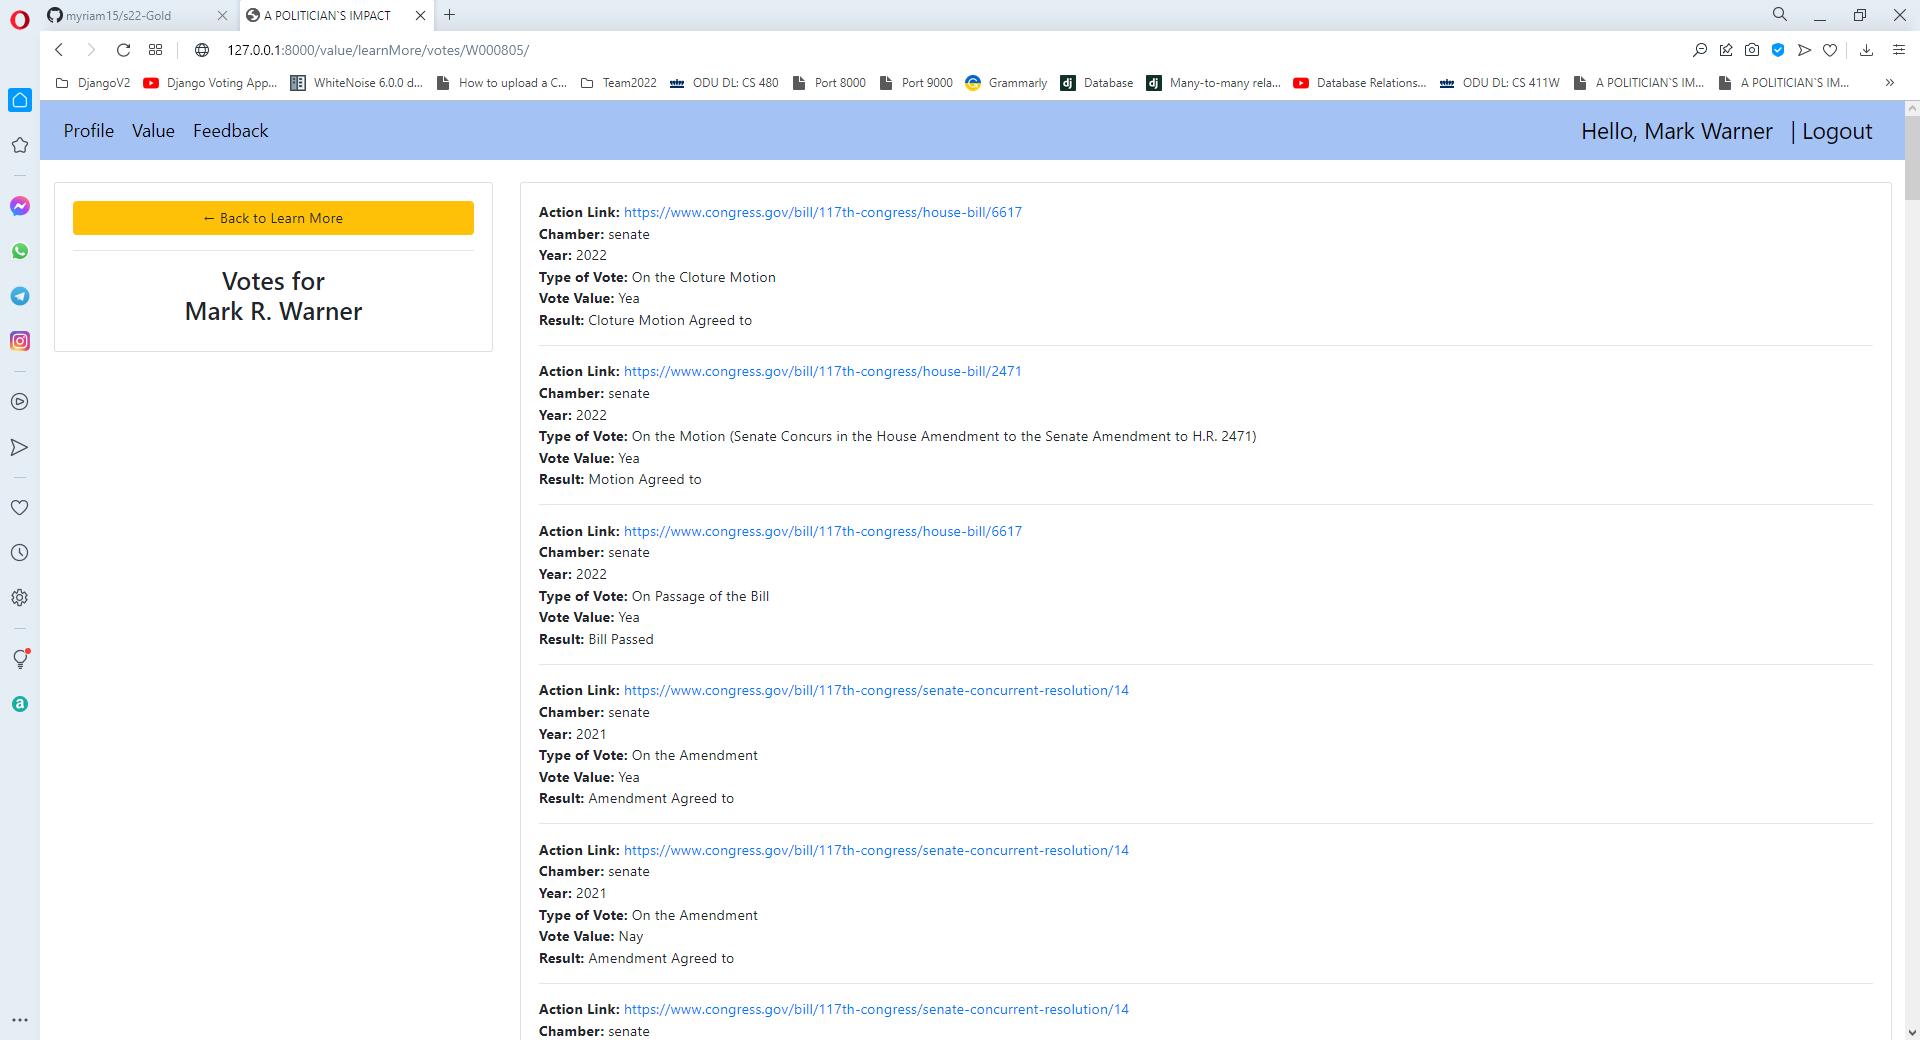 myriam15/s22-Gold
A POLITICIAN`S IMPACT
127.0.0.1:8000/value/learnMore/votes/W000805/
DjangoV2 Django Voting App... WhiteNoise 6.0.0 d... How to upload a C... Team2022 ODU DL: CS 480 Port 8000 Port 9000 Grammarly Database Many-to-many rela... Database Relations... ODU DL: CS 411W A POLITICIAN`S IM... A POLITICIAN`S IM... »
Profile Value Feedback
Hello, Mark Warner | Logout
← Back to Learn More
Votes for
Mark R. Warner
Action Link: https://www.congress.gov/bill/117th-congress/house-bill/6617
Chamber: senate
Year: 2022
Type of Vote: On the Cloture Motion
Vote Value: Yea
Result: Cloture Motion Agreed to
Action Link: https://www.congress.gov/bill/117th-congress/house-bill/2471
Chamber: senate
Year: 2022
Type of Vote: On the Motion (Senate Concurs in the House Amendment to the Senate Amendment to H.R. 2471)
Vote Value: Yea
Result: Motion Agreed to
Action Link: https://www.congress.gov/bill/117th-congress/house-bill/6617
Chamber: senate
Year: 2022
Type of Vote: On Passage of the Bill
Vote Value: Yea
Result: Bill Passed
Action Link: https://www.congress.gov/bill/117th-congress/senate-concurrent-resolution/14
Chamber: senate
Year: 2021
Type of Vote: On the Amendment
Vote Value: Yea
Result: Amendment Agreed to
Action Link: https://www.congress.gov/bill/117th-congress/senate-concurrent-resolution/14
Chamber: senate
Year: 2021
Type of Vote: On the Amendment
Vote Value: Nay
Result: Amendment Agreed to
Action Link: https://www.congress.gov/bill/117th-congress/senate-concurrent-resolution/14
Chamber: senate